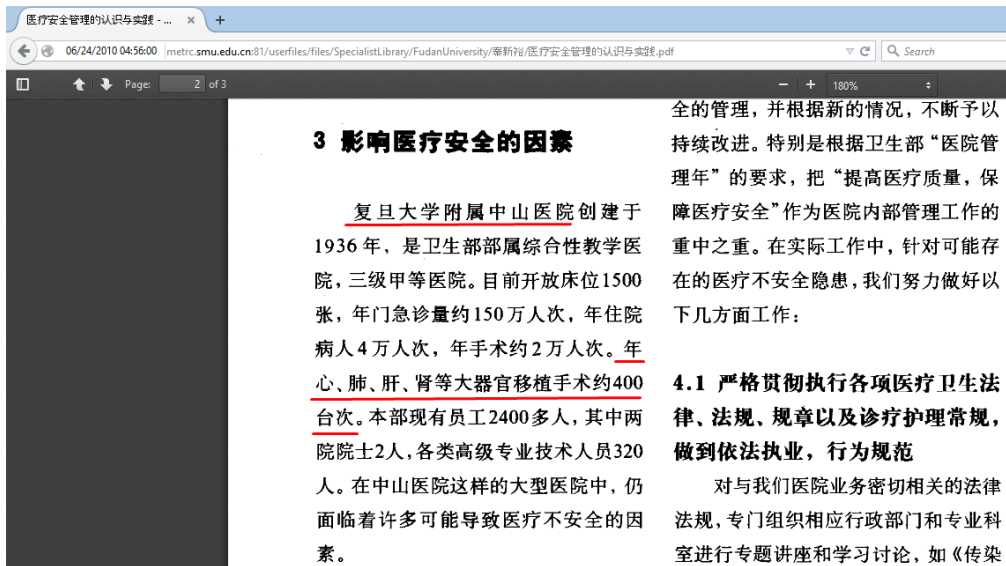 医疗安全管理的认识与实践 - ...
06/24/2010 04:56:00 metrc.smu.edu.cn:81/userfiles/files/SpecialistLibrary/FudanUniversity/秦新裕/医疗安全管理的认识与实践.pdf
Search
Page: 2 of 3
180%
3 影响医疗安全的因素
复旦大学附属中山医院创建于
1936年，是卫生部部属综合性教学医
院，三级甲等医院。目前开放床位1500
张，年门急诊量约150万人次，年住院
病人4万人次，年手术约2万人次。年
心、肺、肝、肾等大器官移植手术约400
台次。本部现有员工2400多人，其中两
院院士2人，各类高级专业技术人员320
人。在中山医院这样的大型医院中，仍
面临着许多可能导致医疗不安全的因
素。
全的管理，并根据新的情况，不断予以
持续改进。特别是根据卫生部“医院管
理年”的要求，把“提高医疗质量，保
障医疗安全”作为医院内部管理工作的
重中之重。在实际工作中，针对可能存
在的医疗不安全隐患，我们努力做好以
下几方面工作：
4.1 严格贯彻执行各项医疗卫生法
律、法规、规章以及诊疗护理常规，
做到依法执业，行为规范
对与我们医院业务密切相关的法律
法规，专门组织相应行政部门和专业科
室进行专题讲座和学习讨论，如《传染